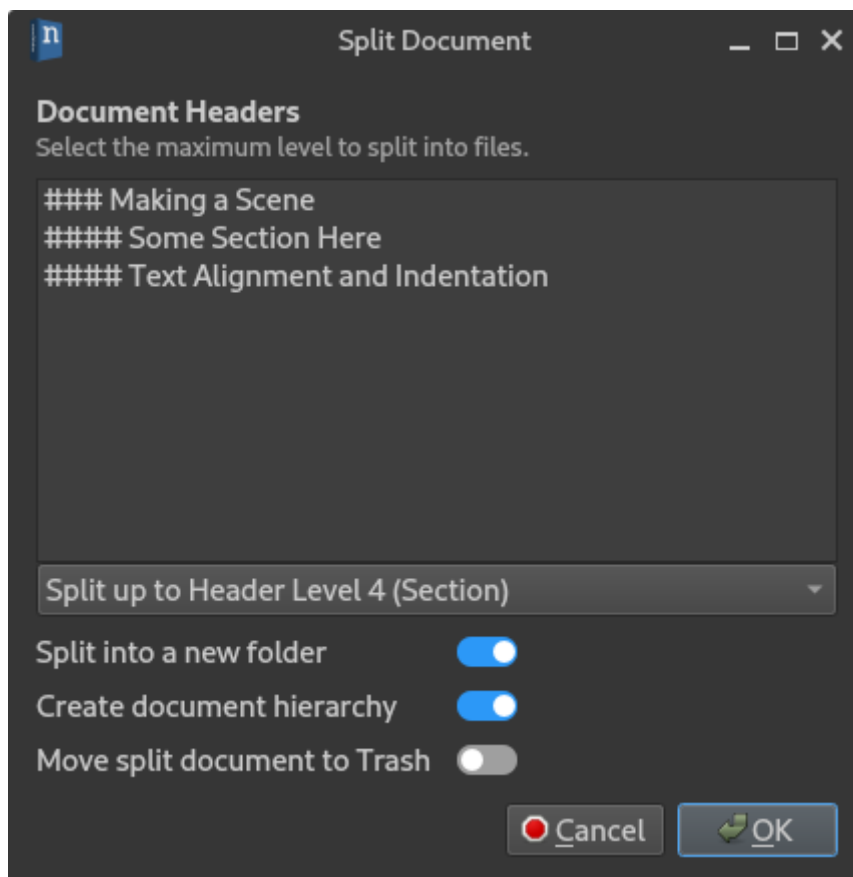 n
Split Document
Document Headers
Select the maximum level to split into files.
### Making a Scene
#### Some Section Here
#### Text Alignment and Indentation
Split up to Header Level 4 (Section)
Split into a new folder
Create document hierarchy
Move split document to Trash
Cancel OK